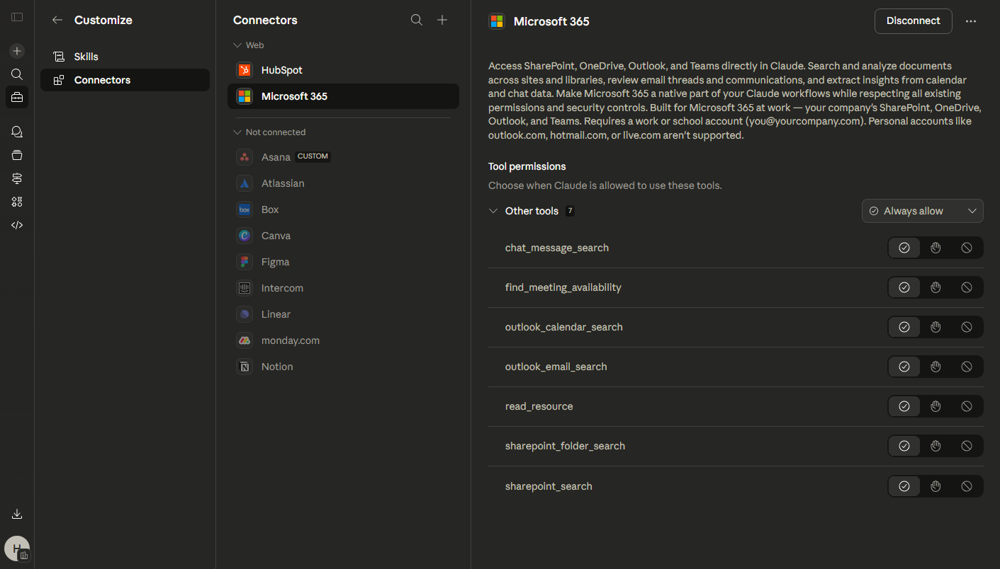 Customize
Skills
Connectors
H
Connectors
Web
HubSpot
Microsoft 365
Not connected
Asana CUSTOM
Atlassian
box Box
Canva
Figma
Intercom
Linear
monday.com
Notion
Microsoft 365
Disconnect
Access SharePoint, OneDrive, Outlook, and Teams directly in Claude. Search and analyze documents
across sites and libraries, review email threads and communications, and extract insights from calendar
and chat data. Make Microsoft 365 a native part of your Claude workflows while respecting all existing
permissions and security controls. Built for Microsoft 365 at work — your company's SharePoint, OneDrive,
Outlook, and Teams. Requires a work or school account (you@yourcompany.com). Personal accounts like
outlook.com, hotmail.com, or live.com aren't supported.
Tool permissions
Choose when Claude is allowed to use these tools.
Other tools 7
Always allow
chat_message_search
find_meeting_availability
outlook_calendar_search
outlook_email_search
read_resource
sharepoint_folder_search
sharepoint_search